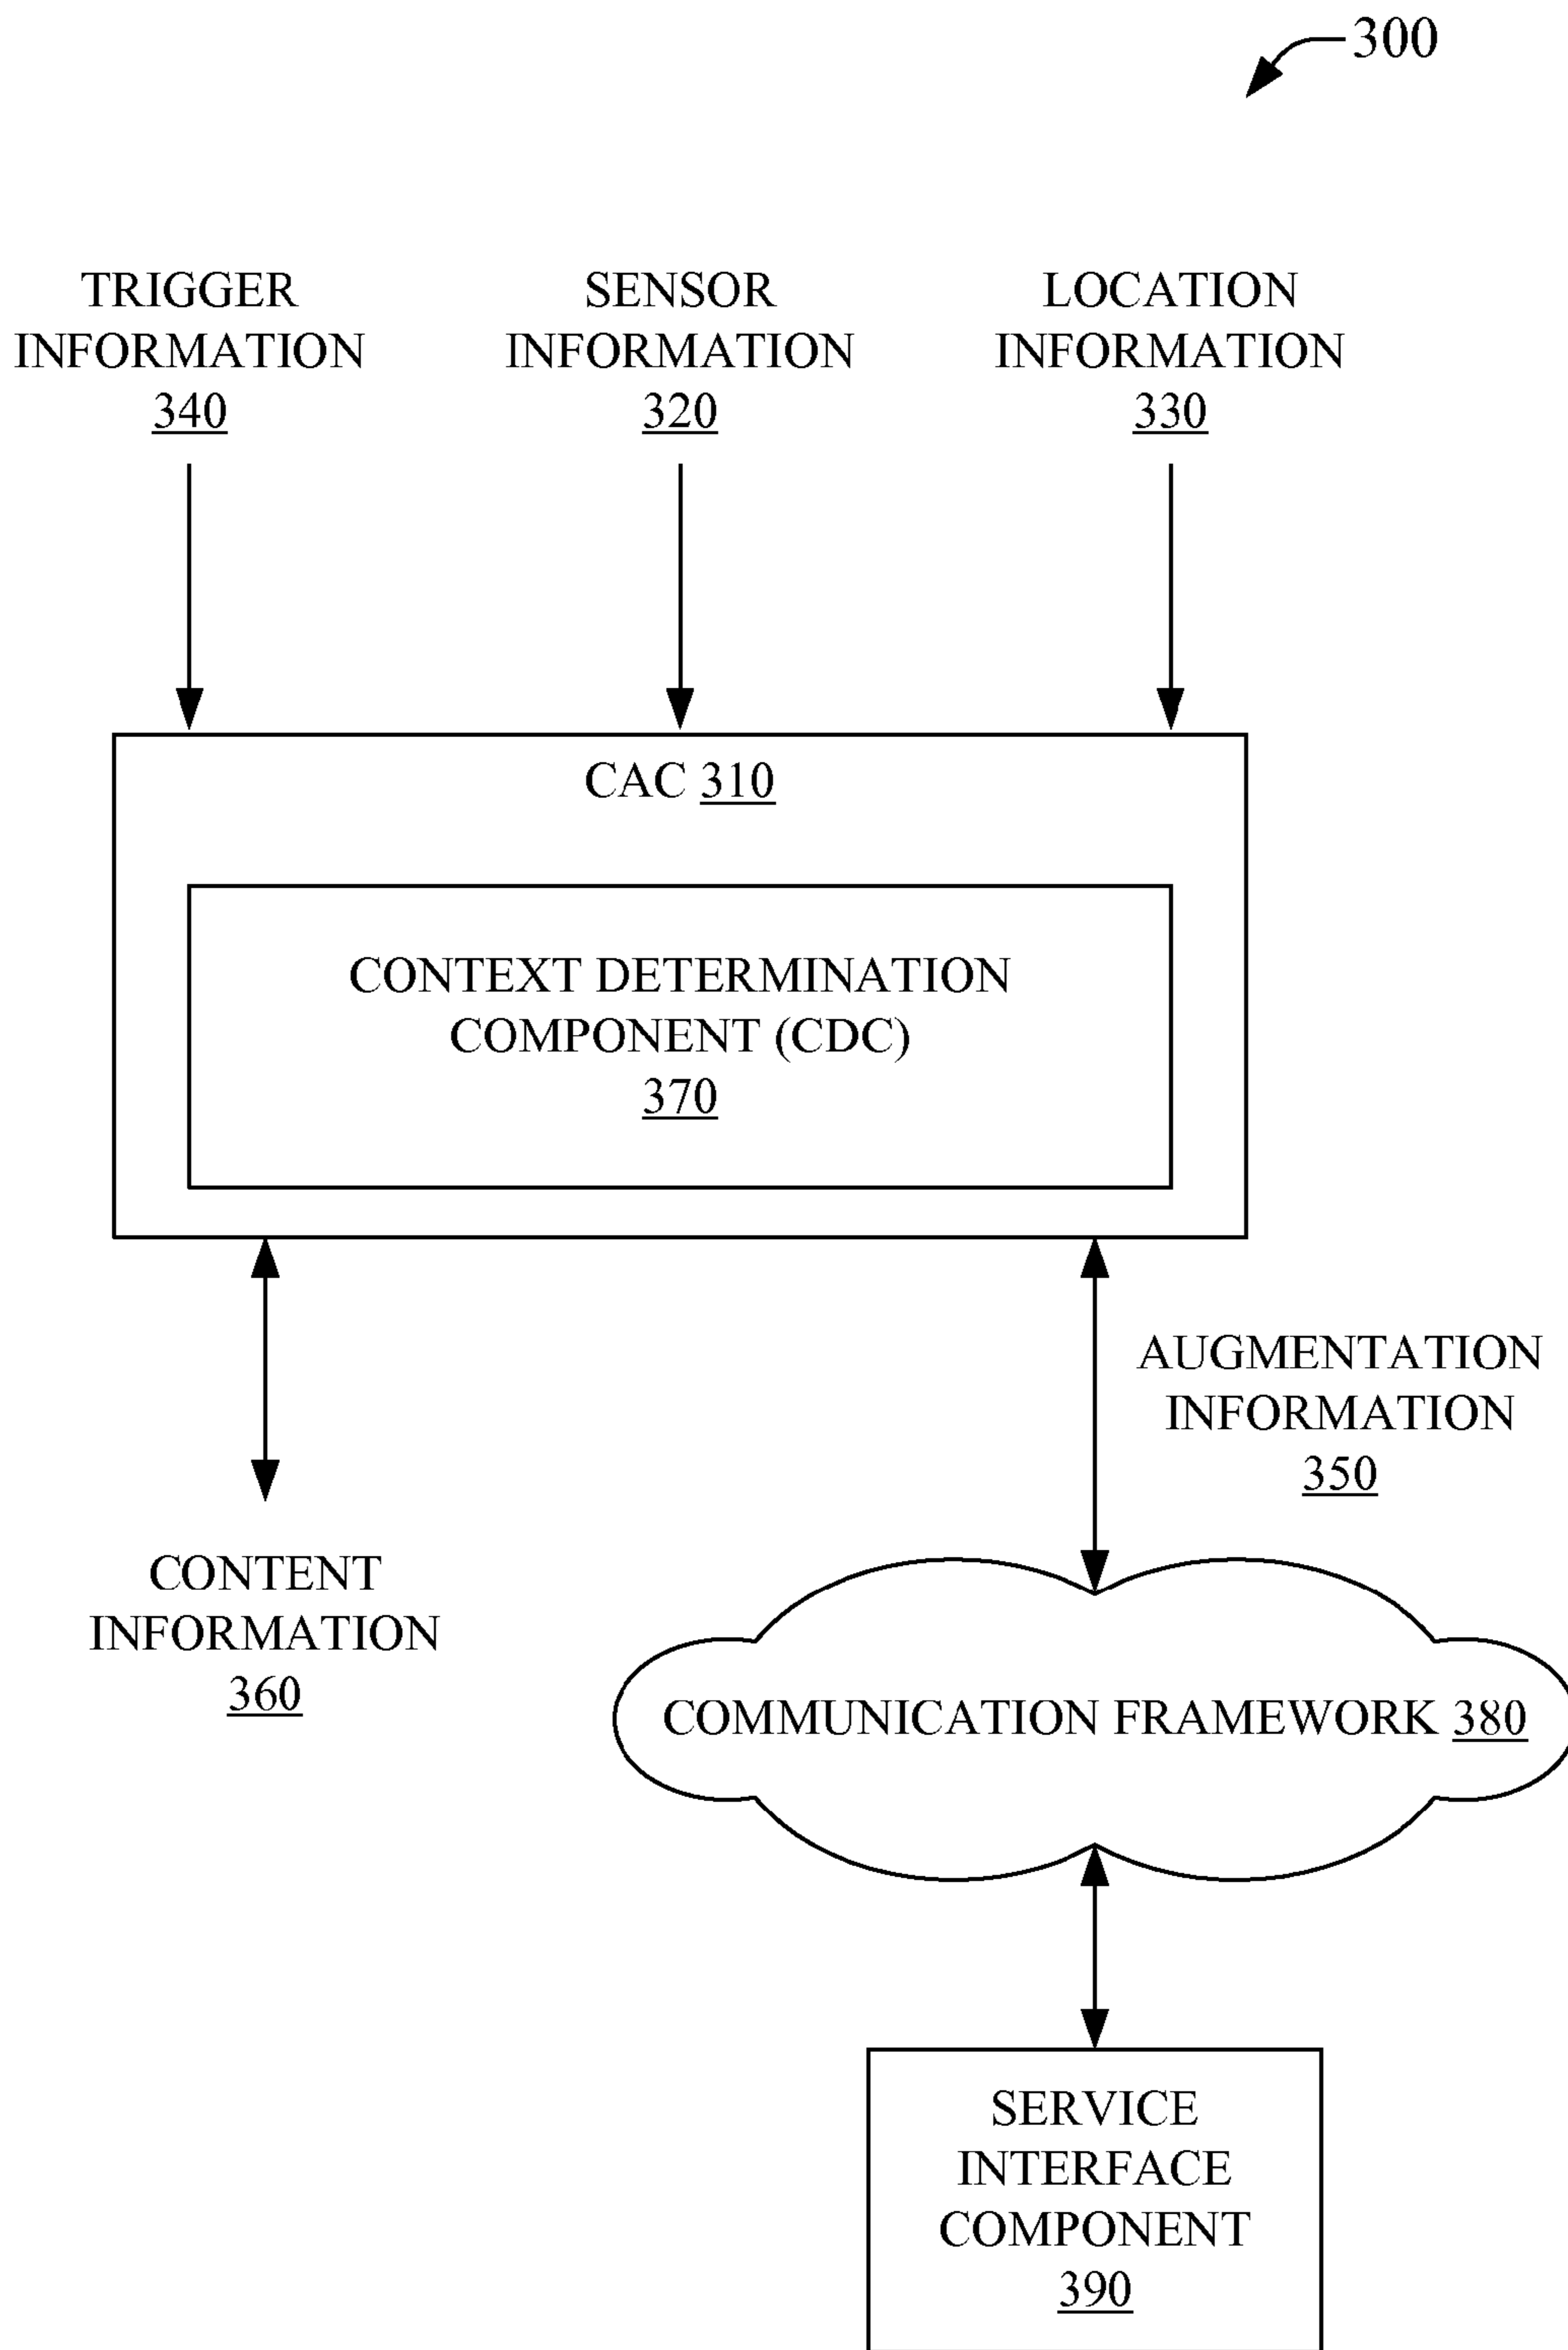 300
TRIGGER
INFORMATION
340
SENSOR
INFORMATION
320
LOCATION
INFORMATION
330
CAC 310
CONTEXT DETERMINATION
COMPONENT (CDC)
370
AUGMENTATION
INFORMATION
350
CONTENT
INFORMATION
360
COMMUNICATION FRAMEWORK 380
SERVICE
INTERFACE
COMPONENT
390